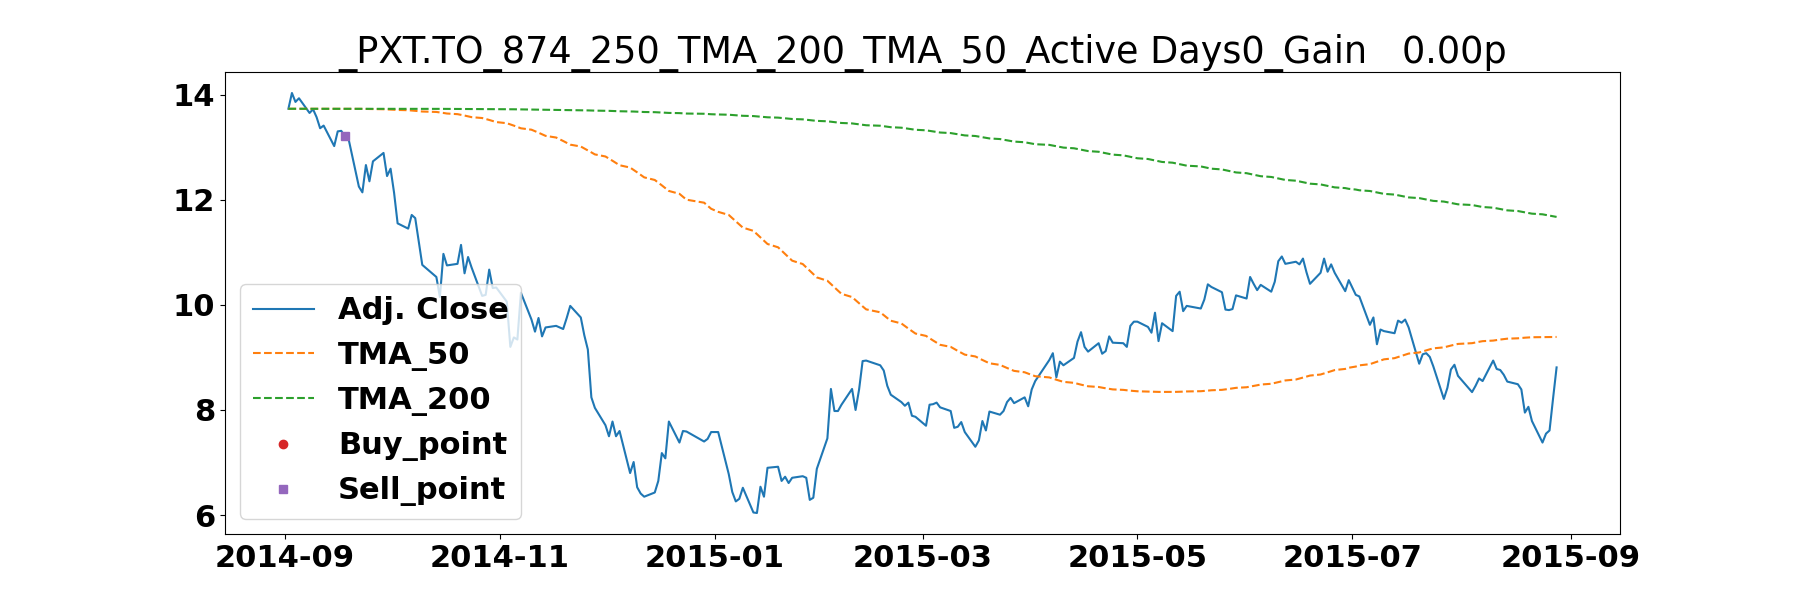 _PXT.TO_874_250_TMA_200_TMA_50_Active Days0_Gain   0.00p
14
12
10
8
6
Adj. Close
TMA_50
TMA_200
Buy_point
Sell_point
2014-09 2014-11 2015-01 2015-03 2015-05 2015-07 2015-09